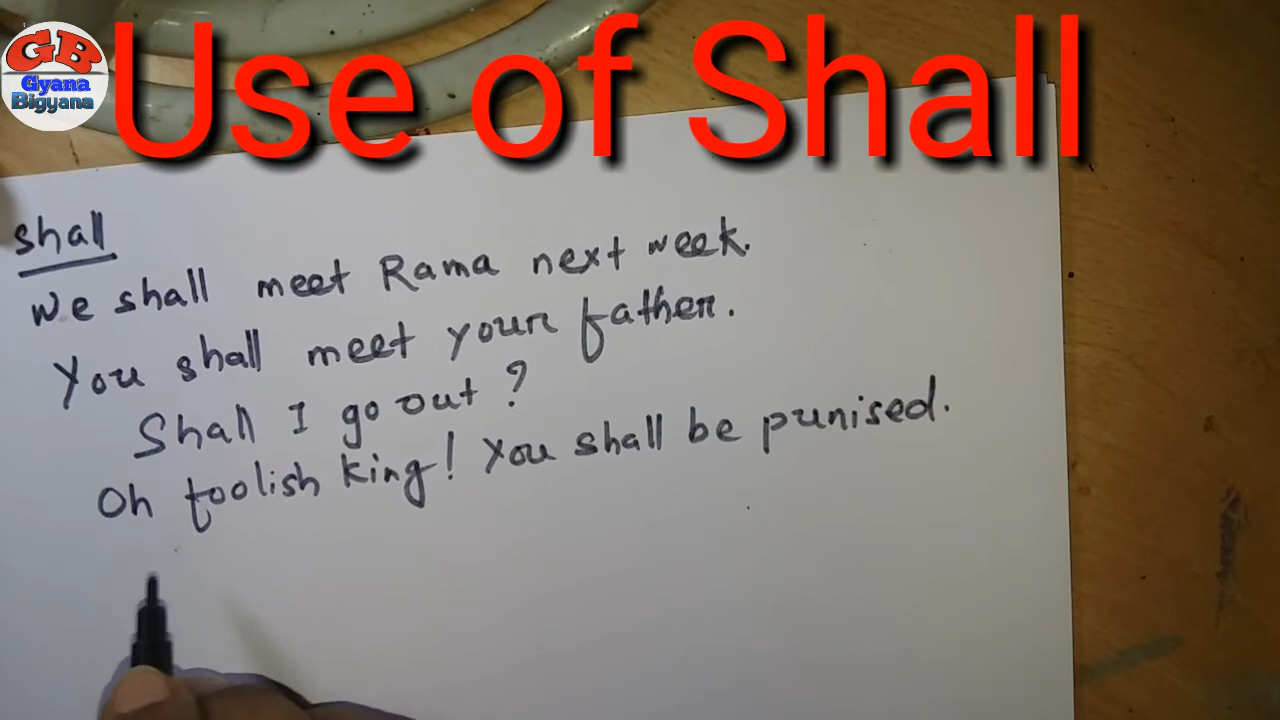 GB
Gyana
Bigyana
Use of Shall
shall
We shall meet Rama next week.
You shall meet your father.
Shall I go out?
Oh foolish king! You shall be punised.